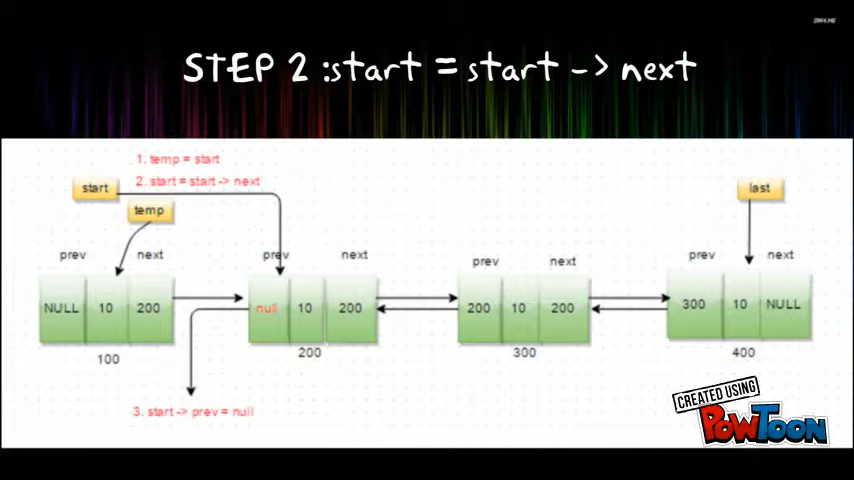 DW4.ME
STEP 2 :start = start -> next
1. temp = start
2. start = start -> next
start
temp
last
prev next prev next prev next prev next
NULL 10 200 null 10 200 200 10 200 300 10 NULL
100 200 300 400
3. start -> prev = null
CREATED USING
POWTOON